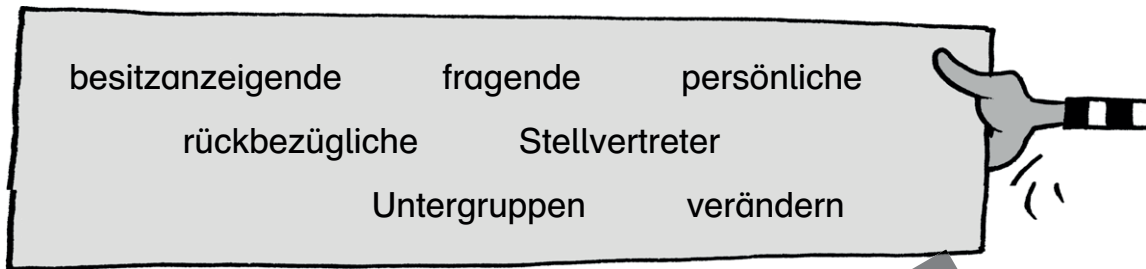 besitzanzeigende fragende persönliche
rückbezügliche Stellvertreter
Untergruppen verändern